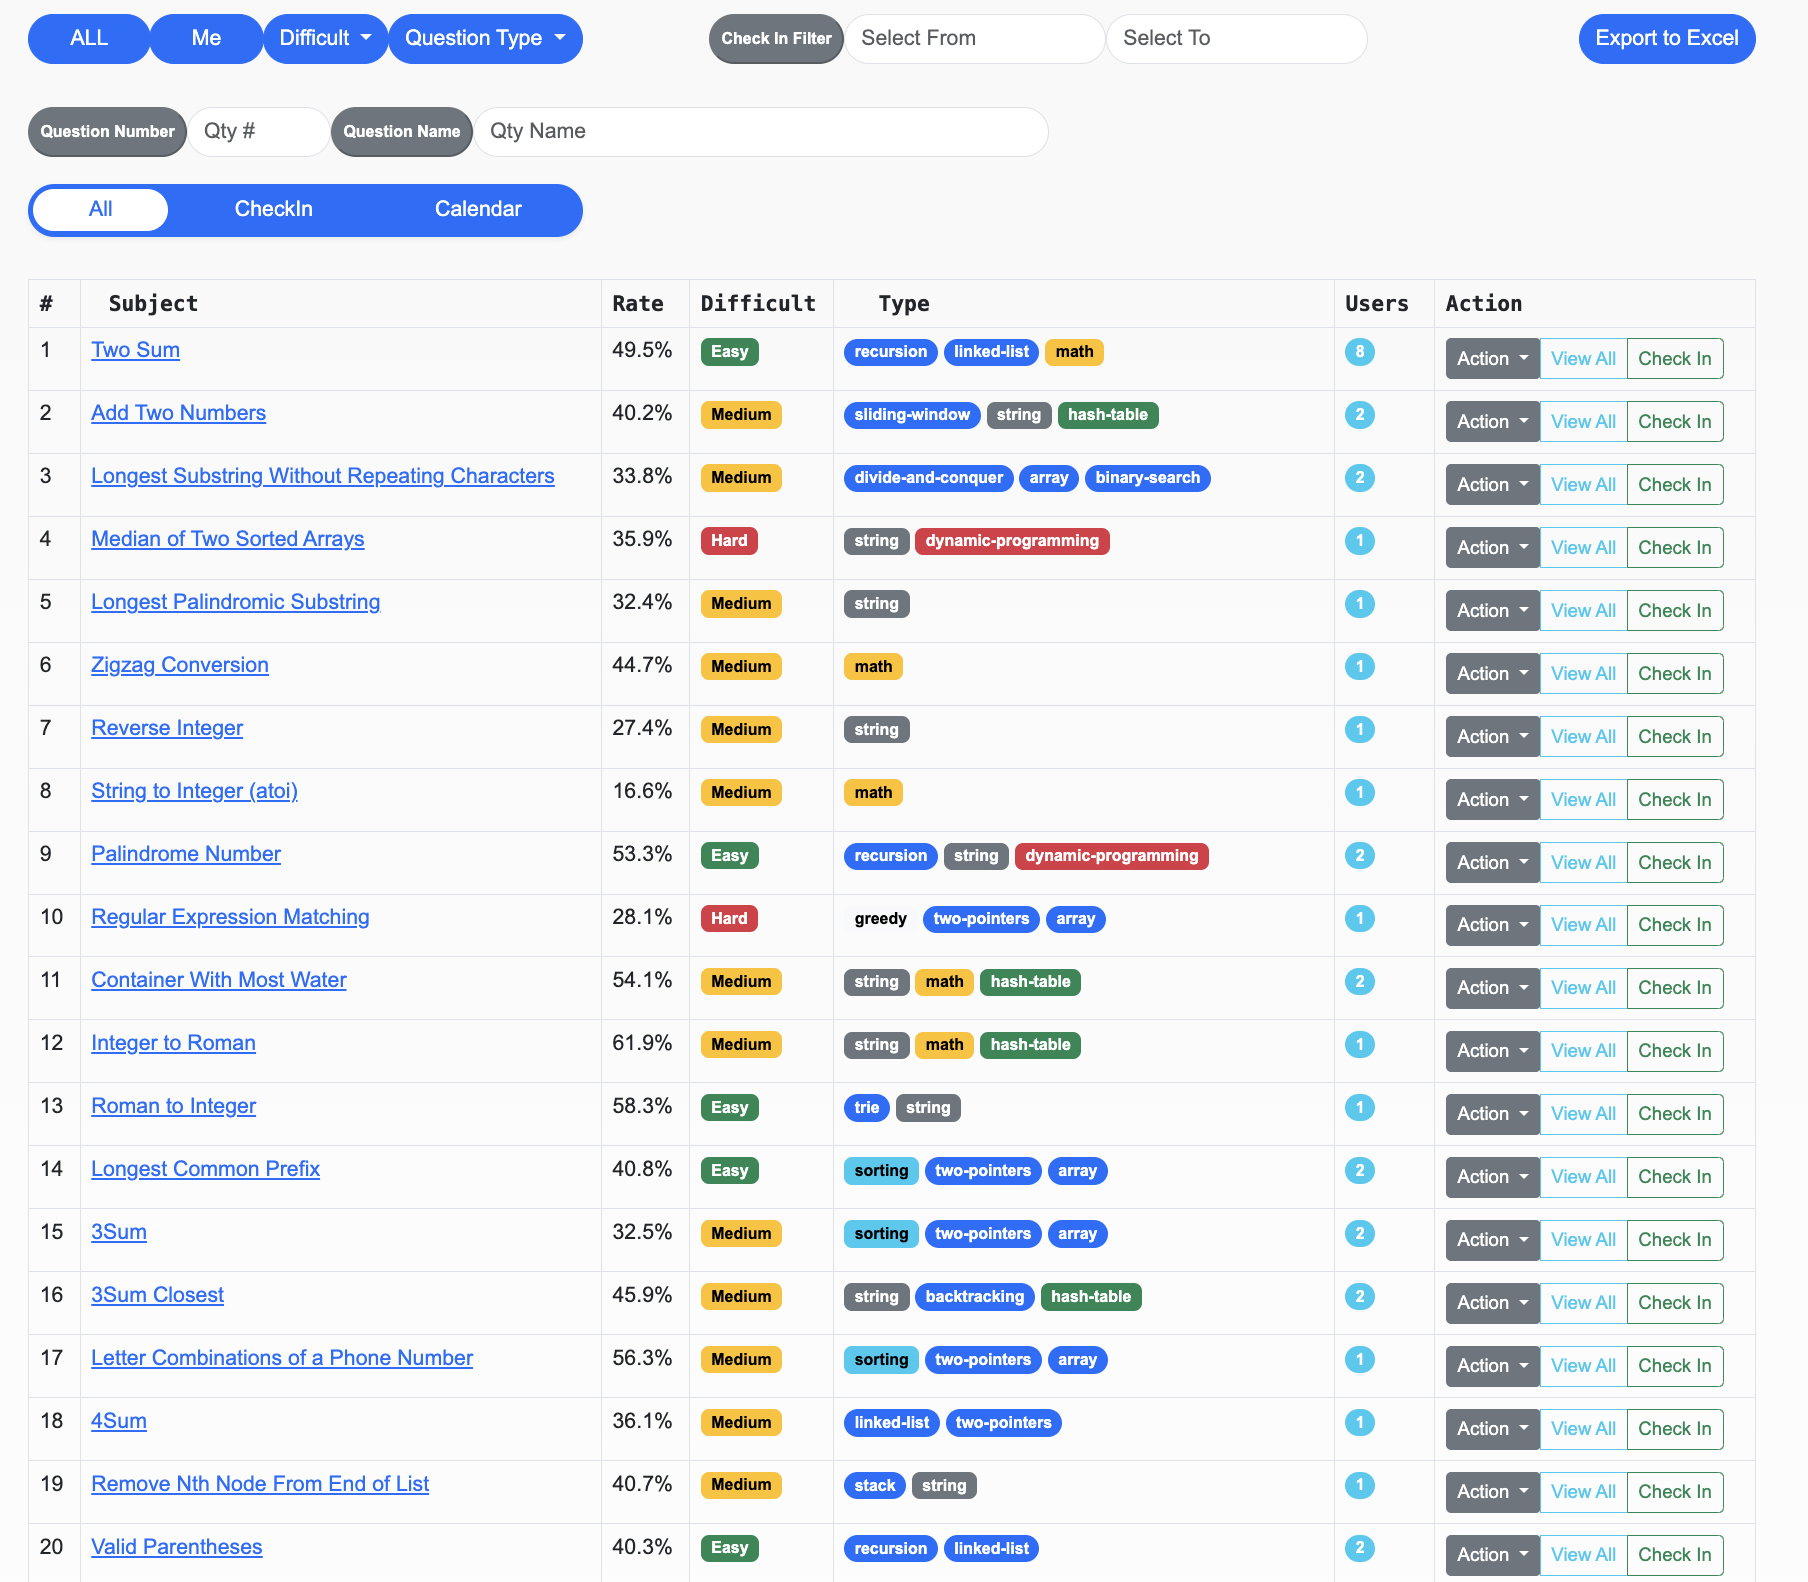 ALL Me Difficult Question Type Check In Filter Select From Select To Export to Excel
Question Number Qty # Question Name Qty Name
All CheckIn Calendar
# Subject Rate Difficult Type Users Action
1 Two Sum 49.5% Easy recursion linked-list math 8 Action View All Check In
2 Add Two Numbers 40.2% Medium sliding-window string hash-table 2 Action View All Check In
3 Longest Substring Without Repeating Characters 33.8% Medium divide-and-conquer array binary-search 2 Action View All Check In
4 Median of Two Sorted Arrays 35.9% Hard string dynamic-programming 1 Action View All Check In
5 Longest Palindromic Substring 32.4% Medium string 1 Action View All Check In
6 Zigzag Conversion 44.7% Medium math 1 Action View All Check In
7 Reverse Integer 27.4% Medium string 1 Action View All Check In
8 String to Integer (atoi) 16.6% Medium math 1 Action View All Check In
9 Palindrome Number 53.3% Easy recursion string dynamic-programming 2 Action View All Check In
10 Regular Expression Matching 28.1% Hard greedy two-pointers array 1 Action View All Check In
11 Container With Most Water 54.1% Medium string math hash-table 2 Action View All Check In
12 Integer to Roman 61.9% Medium string math hash-table 1 Action View All Check In
13 Roman to Integer 58.3% Easy trie string 1 Action View All Check In
14 Longest Common Prefix 40.8% Easy sorting two-pointers array 2 Action View All Check In
15 3Sum 32.5% Medium sorting two-pointers array 2 Action View All Check In
16 3Sum Closest 45.9% Medium string backtracking hash-table 2 Action View All Check In
17 Letter Combinations of a Phone Number 56.3% Medium sorting two-pointers array 1 Action View All Check In
18 4Sum 36.1% Medium linked-list two-pointers 1 Action View All Check In
19 Remove Nth Node From End of List 40.7% Medium stack string 1 Action View All Check In
20 Valid Parentheses 40.3% Easy recursion linked-list 2 Action View All Check In